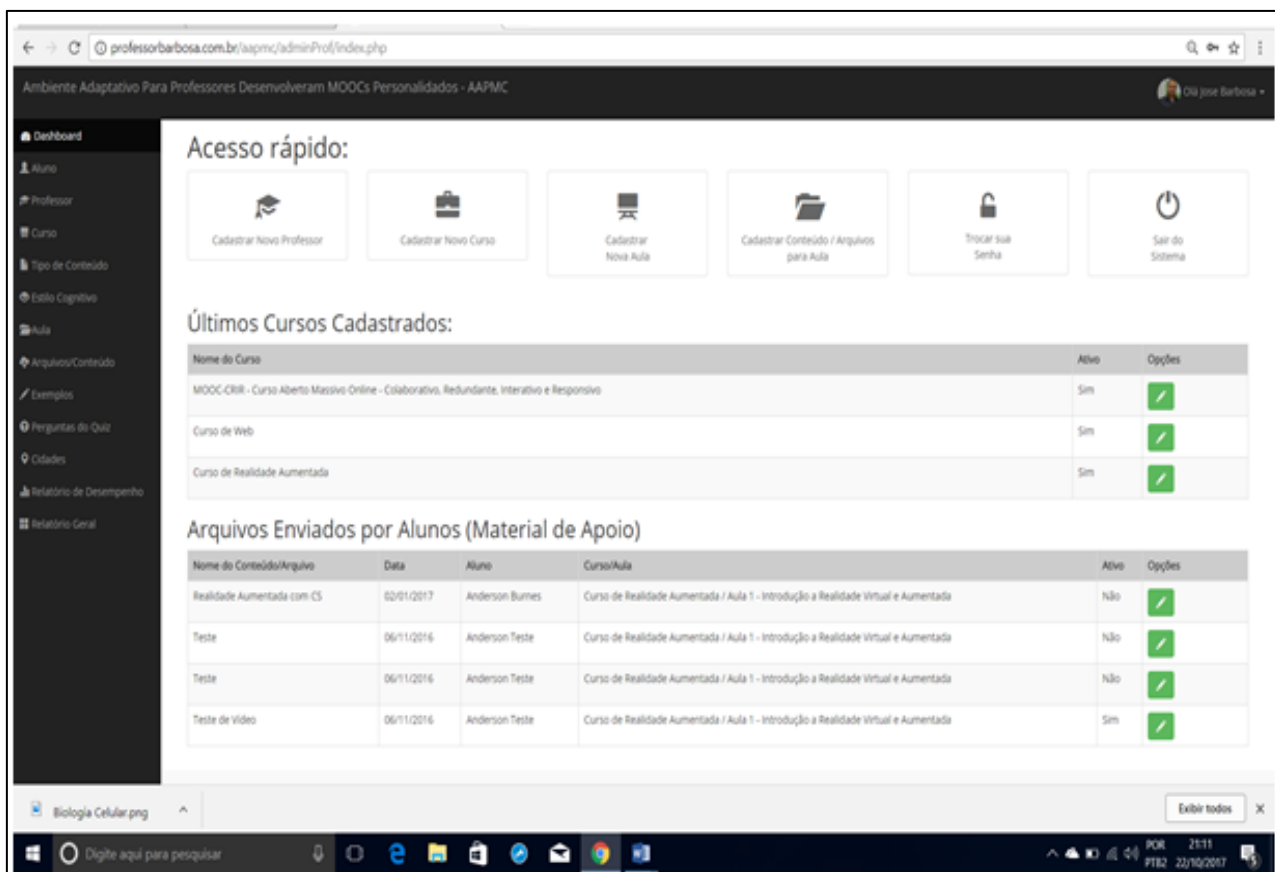 professorbarbosa.com.br/aapmc/adminProf/index.php
Ambiente Adaptativo Para Professores Desenvolveram MOOCs Personalidados - AAPMC
Olá Jose Barbosa
Dashboard
Aluno
Professor
Curso
Tipo de Conteúdo
Estilo Cognitivo
Aula
Arquivos/Conteúdo
Exemplos
Perguntas do Quiz
Cidades
Relatório de Desempenho
Relatório Geral
Acesso rápido:
Cadastrar Novo Professor
Cadastrar Novo Curso
Cadastrar
Nova Aula
Cadastrar Conteúdo / Arquivos
para Aula
Trocar sua
Senha
Sair do
Sistema
Últimos Cursos Cadastrados:
Nome do Curso Ativo Opções
MOOC-CRIR - Curso Aberto Massivo Online - Colaborativo, Redundante, Interativo e Responsivo Sim
Curso de Web Sim
Curso de Realidade Aumentada Sim
Arquivos Enviados por Alunos (Material de Apoio)
Nome do Conteúdo/Arquivo Data Aluno Curso/Aula Ativo Opções
Realidade Aumentada com CS 02/01/2017 Anderson Burnes Curso de Realidade Aumentada / Aula 1 - Introdução a Realidade Virtual e Aumentada Não
Teste 06/11/2016 Anderson Teste Curso de Realidade Aumentada / Aula 1 - Introdução a Realidade Virtual e Aumentada Não
Teste 06/11/2016 Anderson Teste Curso de Realidade Aumentada / Aula 1 - Introdução a Realidade Virtual e Aumentada Não
Teste de Video 06/11/2016 Anderson Teste Curso de Realidade Aumentada / Aula 1 - Introdução a Realidade Virtual e Aumentada Sim
Biologia Celular.png
Exibir todos
Digite aqui para pesquisar
POR 21:11
PTB2 22/10/2017